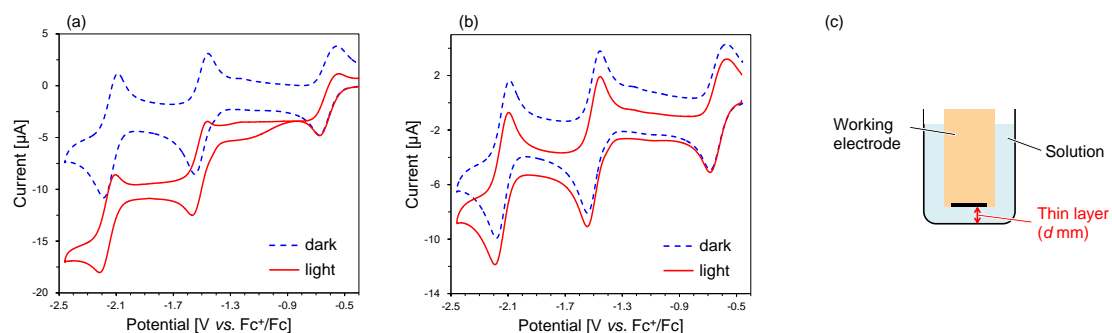 (a)
5
0
-5
-10
-15
-20
Current [μA]
-2.5 -2.1 -1.7 -1.3 -0.9 -0.5
Potential [V vs. Fc⁺/Fc]
dark
light
(b)
2
-2
-6
-10
-14
Current [μA]
-2.5 -2.1 -1.7 -1.3 -0.9 -0.5
Potential [V vs. Fc⁺/Fc]
dark
light
(c)
Working
electrode
Solution
Thin layer
(d mm)